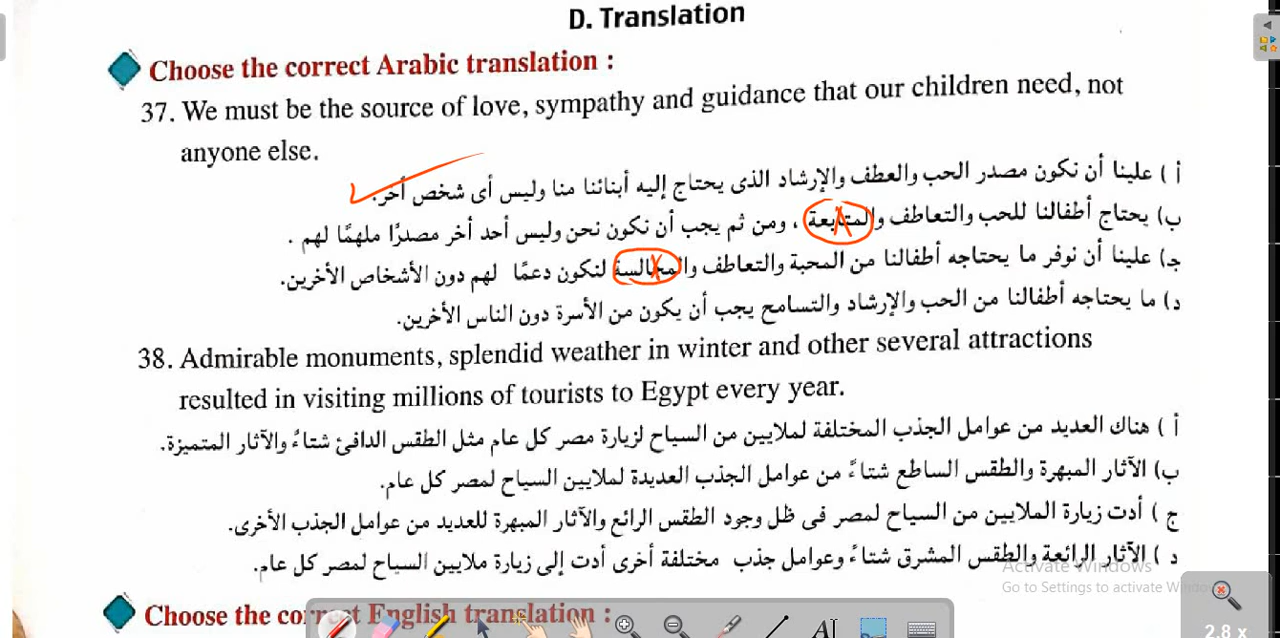 D. Translation
Choose the correct Arabic translation :
37. We must be the source of love, sympathy and guidance that our children need, not
anyone else.
أ ) علينا أن نكون مصدر الحب والعطف والإرشاد الذى يحتاج إليه أبنائنا منا وليس أى شخص أخر.
ب) يحتاج أطفالنا للحب والتعاطف والمتابعة ، ومن ثم يجب أن نكون نحن وليس أحد أخر مصدرًا ملهمًا لهم .
جـ) علينا أن نوفر ما يحتاجه أطفالنا من المحبة والتعاطف والمجالسة لنكون دعمًا لهم دون الأشخاص الأخرين.
د) ما يحتاجه أطفالنا من الحب والإرشاد والتسامح يجب أن يكون من الأسرة دون الناس الأخرين.
38. Admirable monuments, splendid weather in winter and other several attractions
resulted in visiting millions of tourists to Egypt every year.
أ ) هناك العديد من عوامل الجذب المختلفة لملايين من السياح لزيارة مصر كل عام مثل الطقس الدافئ شتاءً والآثار المتميزة.
ب) الآثار المبهرة والطقس الساطع شتاءً من عوامل الجذب العديدة لملايين السياح لمصر كل عام.
ج ) أدت زيارة الملايين من السياح لمصر فى ظل وجود الطقس الرائع والآثار المبهرة للعديد من عوامل الجذب الأخرى.
د ) الآثار الرائعة والطقس المشرق شتاءً وعوامل جذب مختلفة أخرى أدت إلى زيارة ملايين السياح لمصر كل عام.
Activate Windows
Go to Settings to activate
Choose the correct English translation :
2.8 x